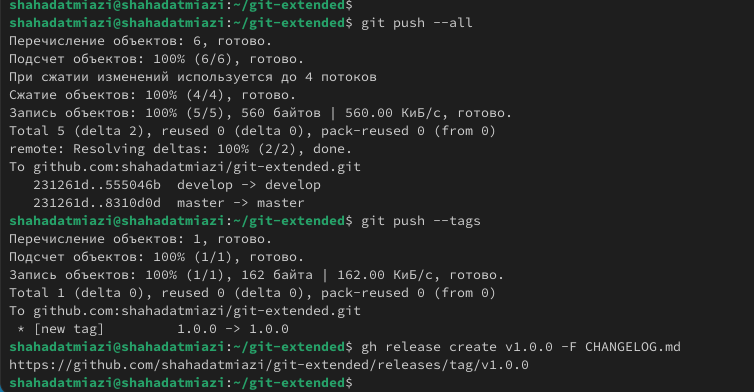 shahadatmiazi@shahadatmiazi:~/git-extended$
shahadatmiazi@shahadatmiazi:~/git-extended$ git push --all
Перечисление объектов: 6, готово.
Подсчет объектов: 100% (6/6), готово.
При сжатии изменений используется до 4 потоков
Сжатие объектов: 100% (4/4), готово.
Запись объектов: 100% (5/5), 560 байтов | 560.00 КиБ/с, готово.
Total 5 (delta 2), reused 0 (delta 0), pack-reused 0 (from 0)
remote: Resolving deltas: 100% (2/2), done.
To github.com:shahadatmiazi/git-extended.git
   231261d..555046b  develop -> develop
   231261d..8310d0d  master -> master
shahadatmiazi@shahadatmiazi:~/git-extended$ git push --tags
Перечисление объектов: 1, готово.
Подсчет объектов: 100% (1/1), готово.
Запись объектов: 100% (1/1), 162 байта | 162.00 КиБ/с, готово.
Total 1 (delta 0), reused 0 (delta 0), pack-reused 0 (from 0)
To github.com:shahadatmiazi/git-extended.git
 * [new tag]         1.0.0 -> 1.0.0
shahadatmiazi@shahadatmiazi:~/git-extended$ gh release create v1.0.0 -F CHANGELOG.md
https://github.com/shahadatmiazi/git-extended/releases/tag/v1.0.0
shahadatmiazi@shahadatmiazi:~/git-extended$